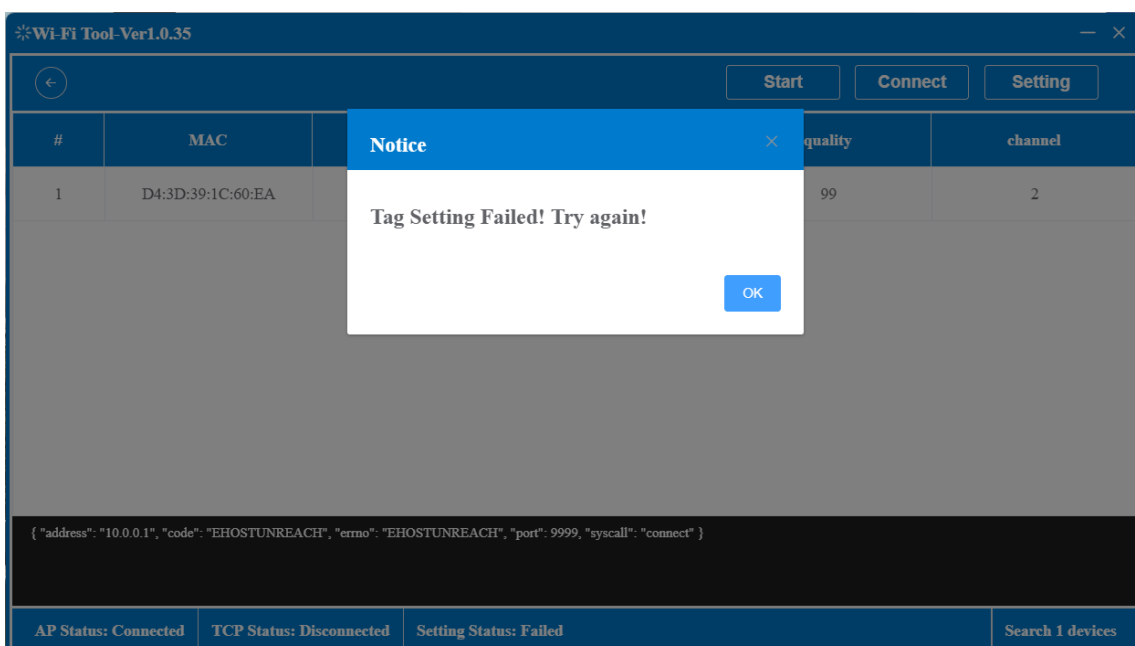 Wi-Fi Tool-Ver1.0.35
Start Connect Setting
# MAC quality channel
Notice
1 D4:3D:39:1C:60:EA 99 2
Tag Setting Failed! Try again!
OK
{ "address": "10.0.0.1", "code": "EHOSTUNREACH", "errno": "EHOSTUNREACH", "port": 9999, "syscall": "connect" }
AP Status: Connected TCP Status: Disconnected Setting Status: Failed Search 1 devices